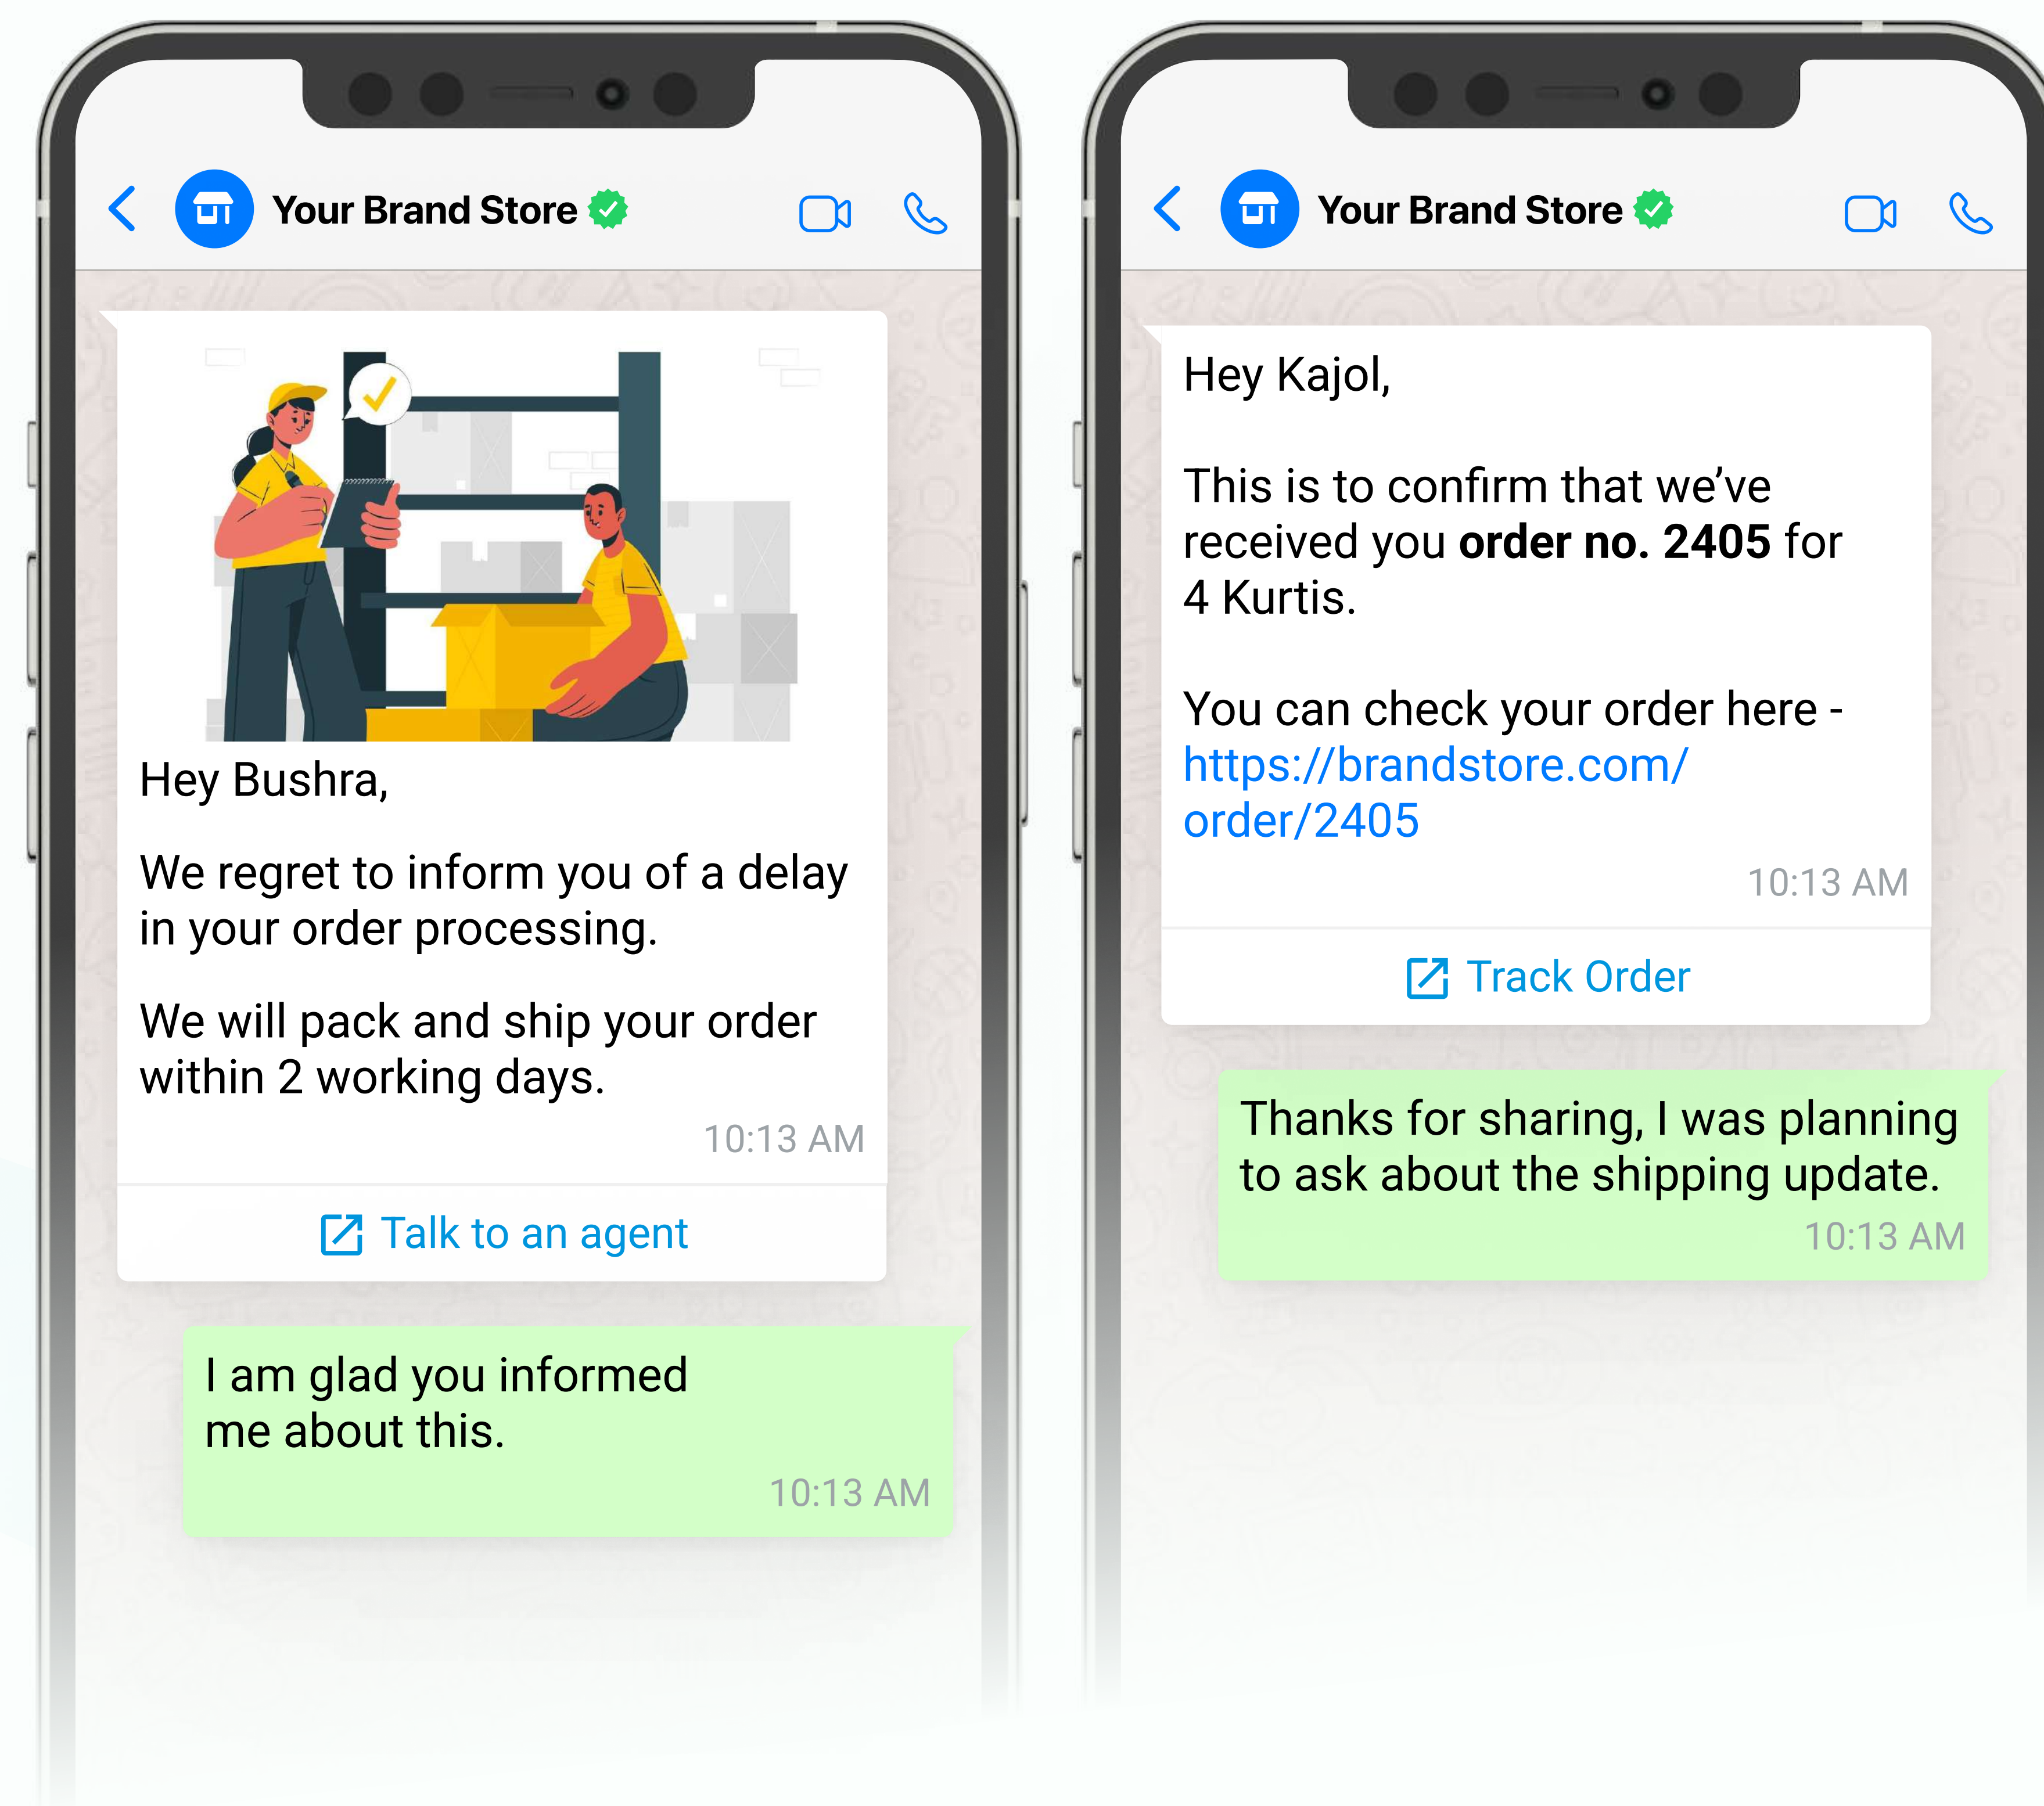 Your Brand Store
Hey Bushra,
We regret to inform you of a delay
in your order processing.
We will pack and ship your order
within 2 working days.
10:13 AM
Talk to an agent
I am glad you informed
me about this.
10:13 AM
Your Brand Store
Hey Kajol,
This is to confirm that we’ve
received you order no. 2405 for
4 Kurtis.
You can check your order here -
https://brandstore.com/
order/2405
10:13 AM
Track Order
Thanks for sharing, I was planning
to ask about the shipping update.
10:13 AM